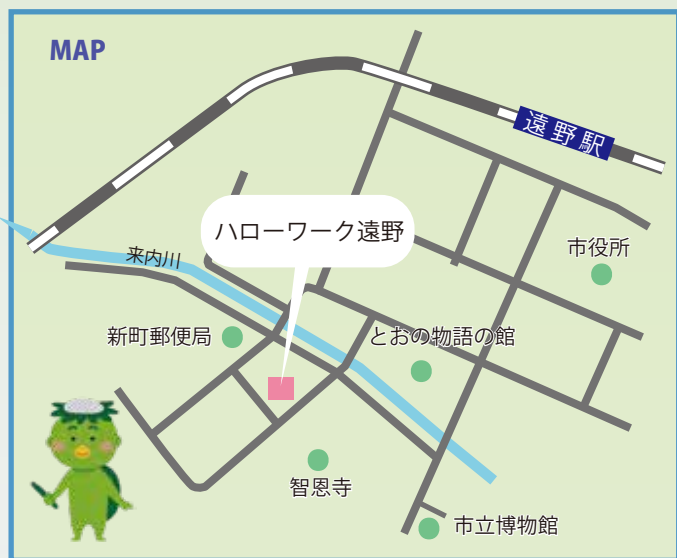 MAP
遠野駅
ハローワーク遠野
市役所
来内川
新町郵便局
とおの物語の館
智恩寺
市立博物館